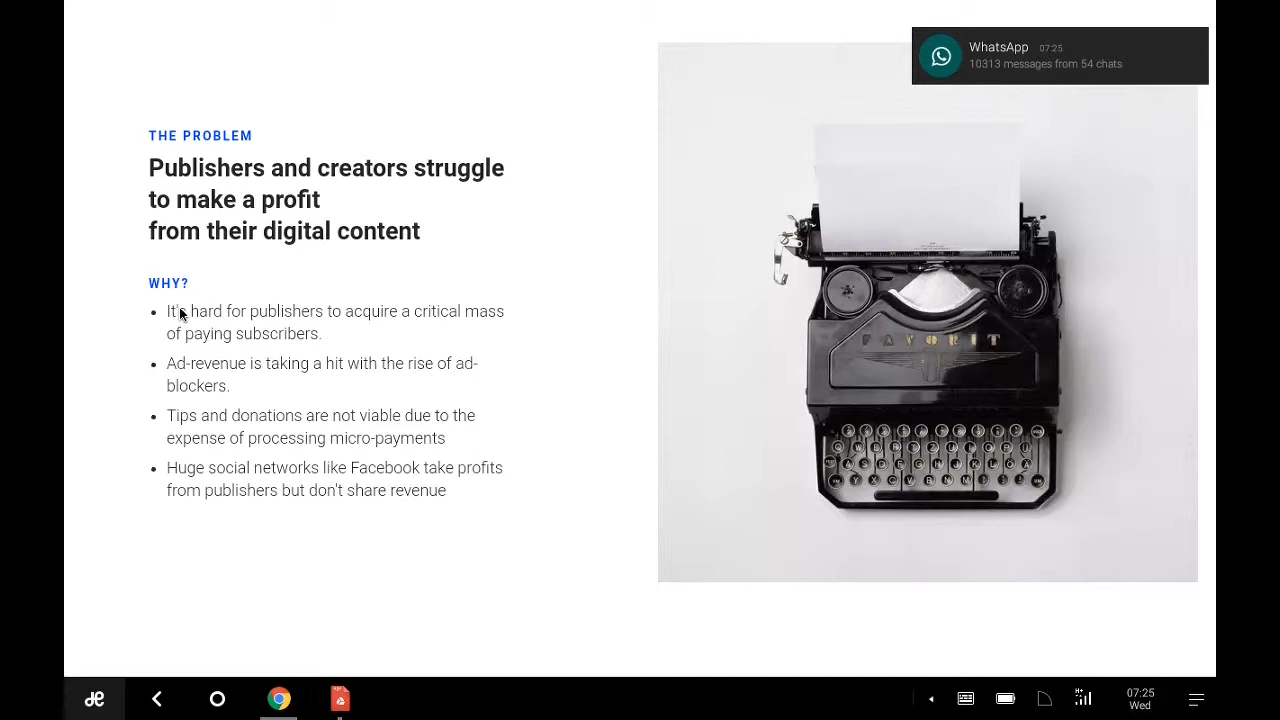 WhatsApp 07:25
10313 messages from 54 chats
THE PROBLEM
Publishers and creators struggle
to make a profit
from their digital content
WHY?
• It's hard for publishers to acquire a critical mass
of paying subscribers.
• Ad-revenue is taking a hit with the rise of ad-
blockers.
• Tips and donations are not viable due to the
expense of processing micro-payments
• Huge social networks like Facebook take profits
from publishers but don't share revenue
FAVORIT
H+
07:25
Wed